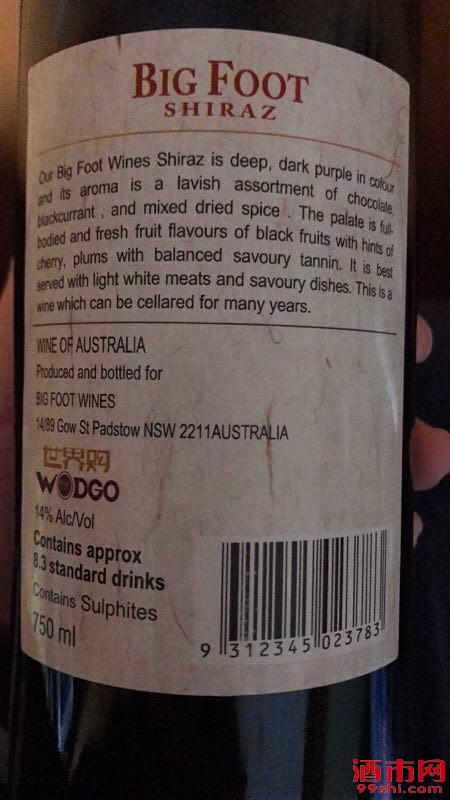 BIG FOOT
SHIRAZ
Our Big Foot Wines Shiraz is deep, dark purple in colour
and its aroma is a lavish assortment of chocolate,
blackcurrant , and mixed dried spice . The palate is full-
bodied and fresh fruit flavours of black fruits with hints of
cherry, plums with balanced savoury tannin. It is best
served with light white meats and savoury dishes. This is a
wine which can be cellared for many years.
WINE OF AUSTRALIA
Produced and bottled for
BIG FOOT WINES
14/89 Gow St Padstow NSW 2211AUSTRALIA
世界购
WODGO
14% Alc/Vol
Contains approx
8.3 standard drinks
Contains Sulphites
750 ml
9 312345 023783
酒市网
99shi.com